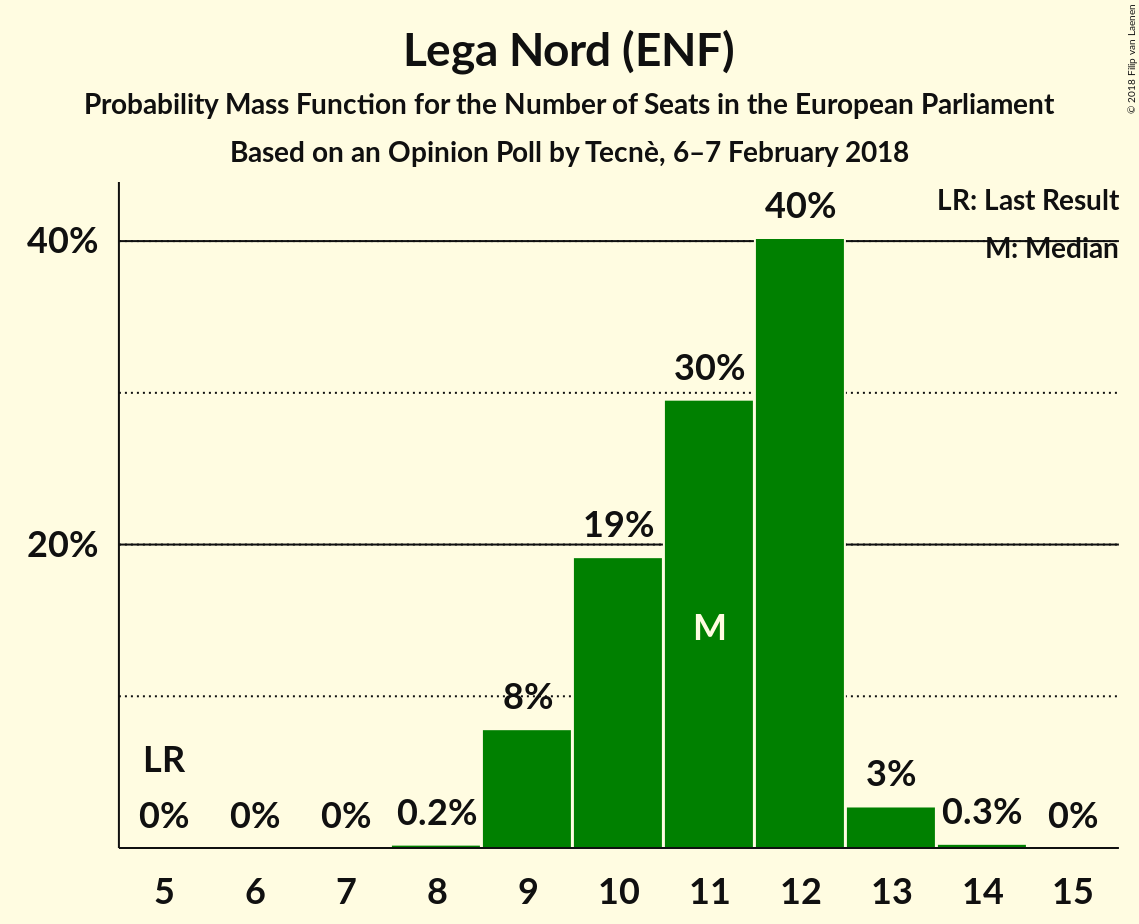 Lega Nord (ENF)
Probability Mass Function for the Number of Seats in the European Parliament
Based on an Opinion Poll by Tecnè, 6–7 February 2018
© 2018 Filip van Laenen
LR: Last Result
M: Median
40%
20%
LR
0%
0%
0%
0.2%
8%
19%
30%
M
40%
3%
0.3%
0%
5 6 7 8 9 10 11 12 13 14 15